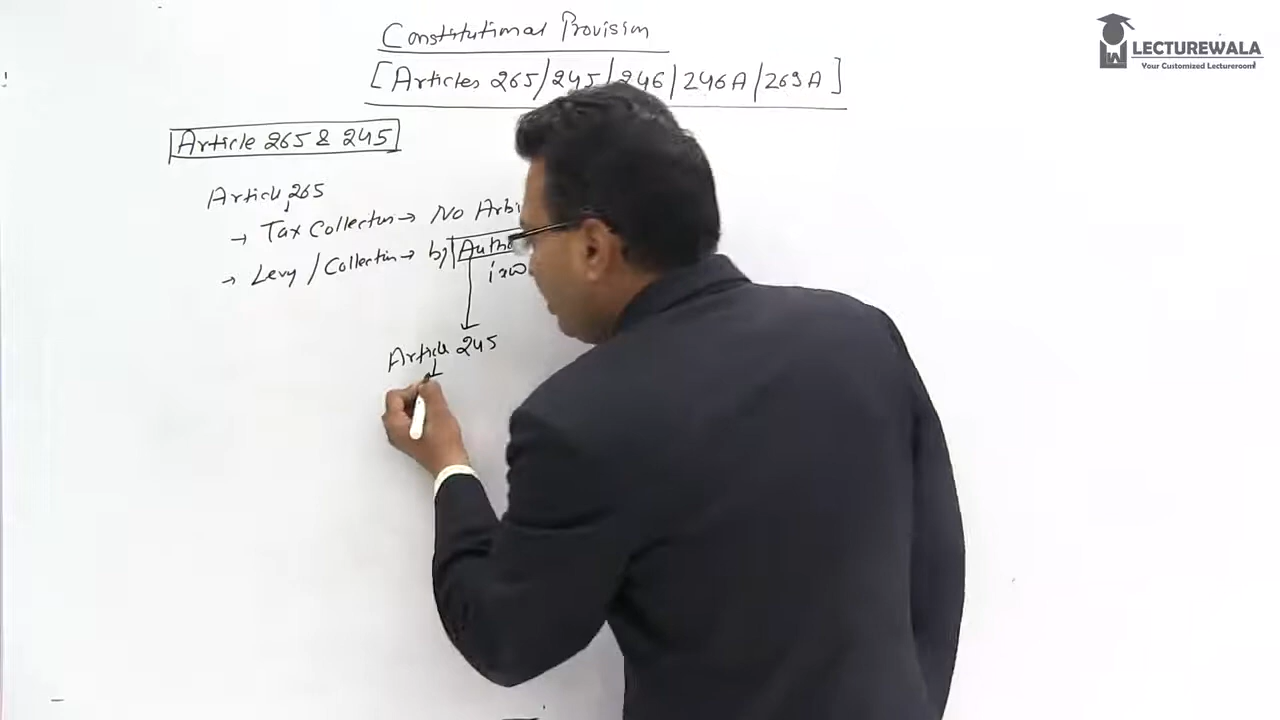 Constitutional Provision
[Articles 265/245/246/246A/269A]
LECTUREWALA
Your Customized Lectureroom!
Article 265 & 245
Article 265
→ Tax Collection → No Arbi
→ Levy / Collection → by Autho
Article 245